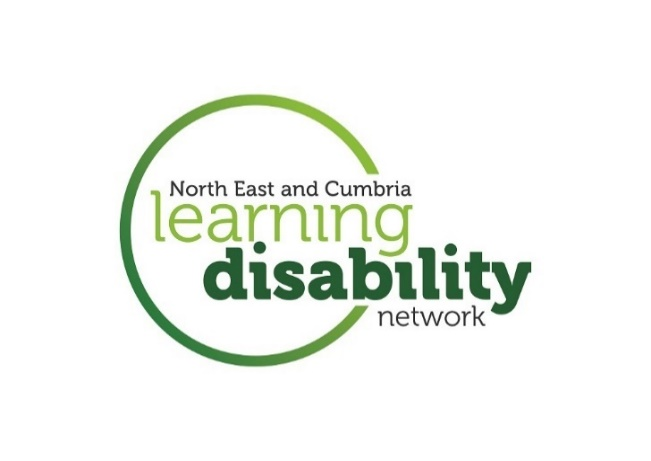 North East and Cumbria
learning
disability
network